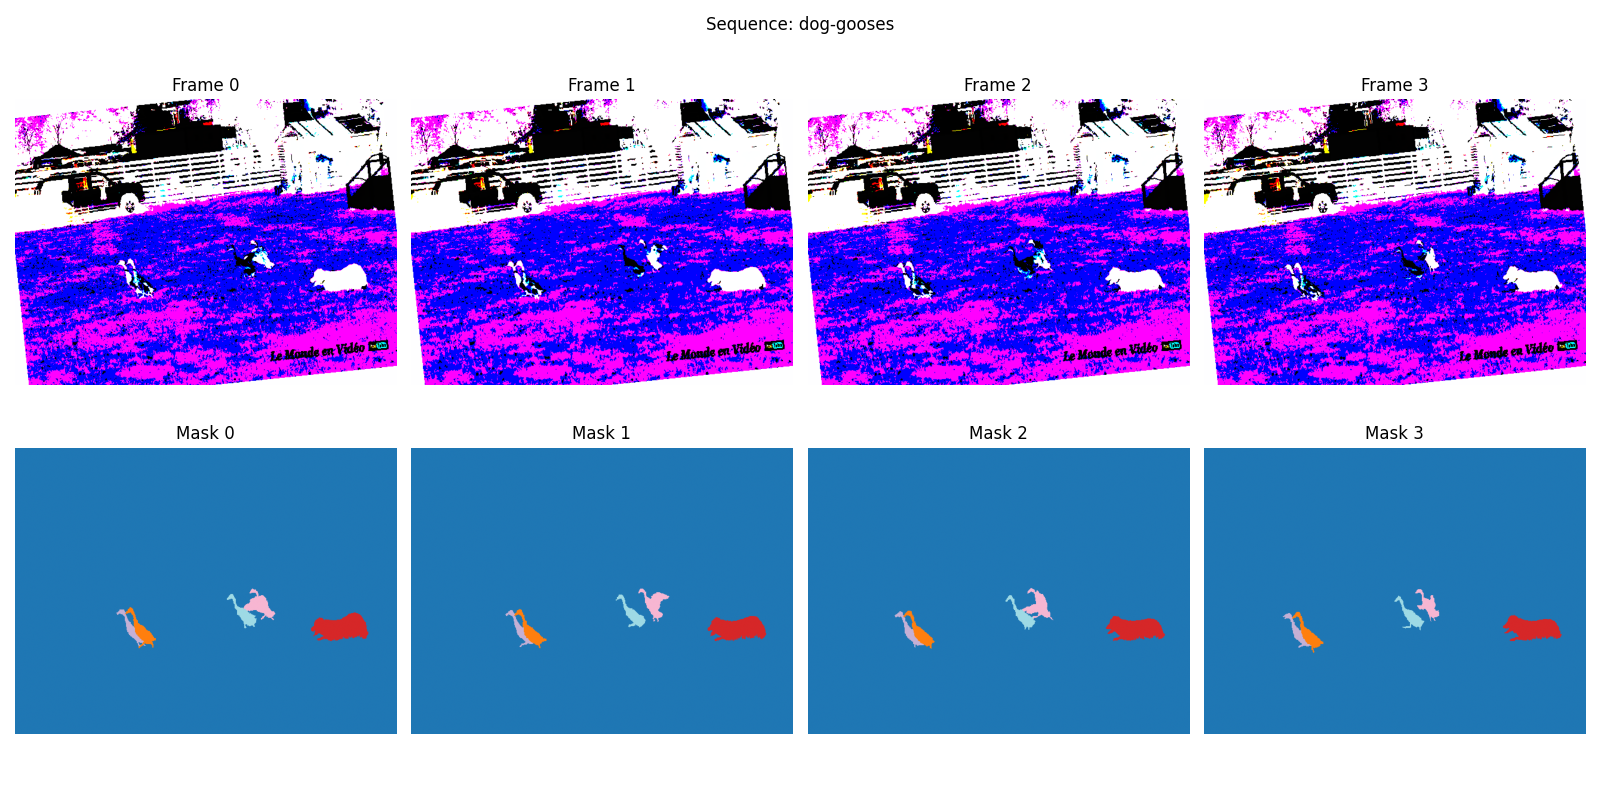 Sequence: dog-gooses
Frame 0
Frame 1
Frame 2
Frame 3
Le Monde en Vidéo
Le Monde en Vidéo
Le Monde en Vidéo
Le Monde en Vidéo
Mask 0
Mask 1
Mask 2
Mask 3